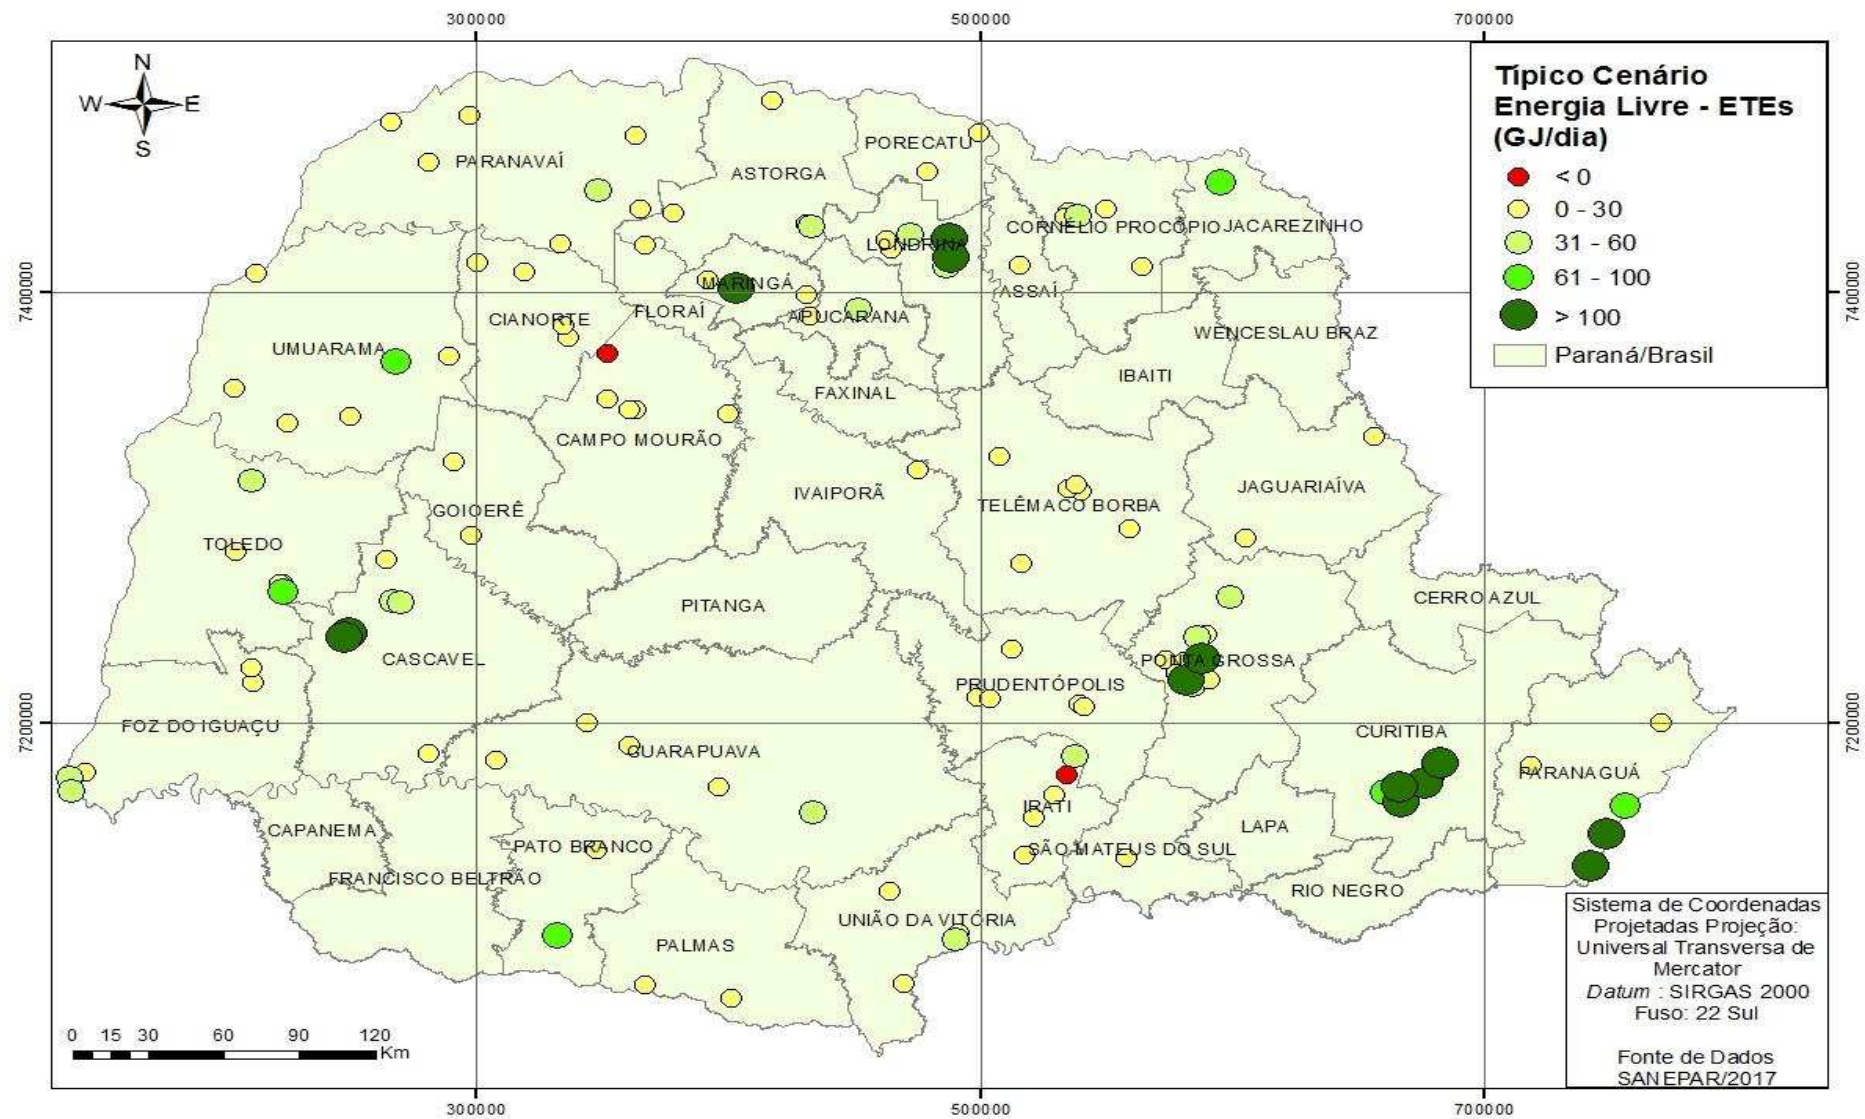 300000
500000
700000
N
W
E
S
Típico Cenário
Energia Livre - ETEs
(GJ/dia)
< 0
0 - 30
31 - 60
61 - 100
> 100
Paraná/Brasil
PORECATU
PARANAVAÍ
ASTORGA
CORNÉLIO PROCÓPIO
JACAREZINHO
LONDRINA
7400000
7400000
MARINGÁ
ASSAÍ
FLORAÍ
CIANORTE
APUCARANA
WENCESLAU BRAZ
UMUARAMA
IBAITI
FAXINAL
CAMPO MOURÃO
JAGUARIAÍVA
IVAIPORÃ
TELÊMACO BORBA
GOIOERÊ
TOLEDO
CERRO AZUL
PITANGA
CASCAVEL
PONTA GROSSA
PRUDENTÓPOLIS
7200000
7200000
FOZ DO IGUAÇU
CURITIBA
GUARAPUAVA
PARANAGUÁ
IRATI
LAPA
CAPANEMA
PATO BRANCO
SÃO MATEUS DO SUL
FRANCISCO BELTRÃO
RIO NEGRO
UNIÃO DA VITÓRIA
PALMAS
Sistema de Coordenadas
Projetadas Projeção:
Universal Transversa de
Mercator
Datum : SIRGAS 2000
Fuso: 22 Sul
Fonte de Dados
SANEPAR/2017
0 15 30 60 90 120
Km
300000
500000
700000